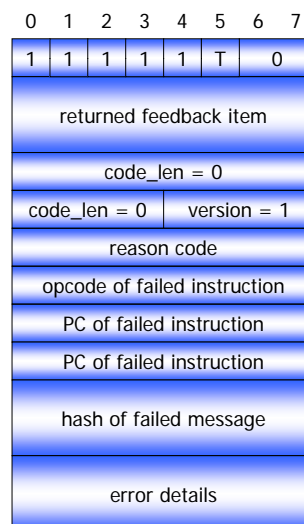 0 1 2 3 4 5 6 7
1 1 1 1 1 T 0
returned feedback item
code_len = 0
code_len = 0 version = 1
reason code
opcode of failed instruction
PC of failed instruction
PC of failed instruction
hash of failed message
error details